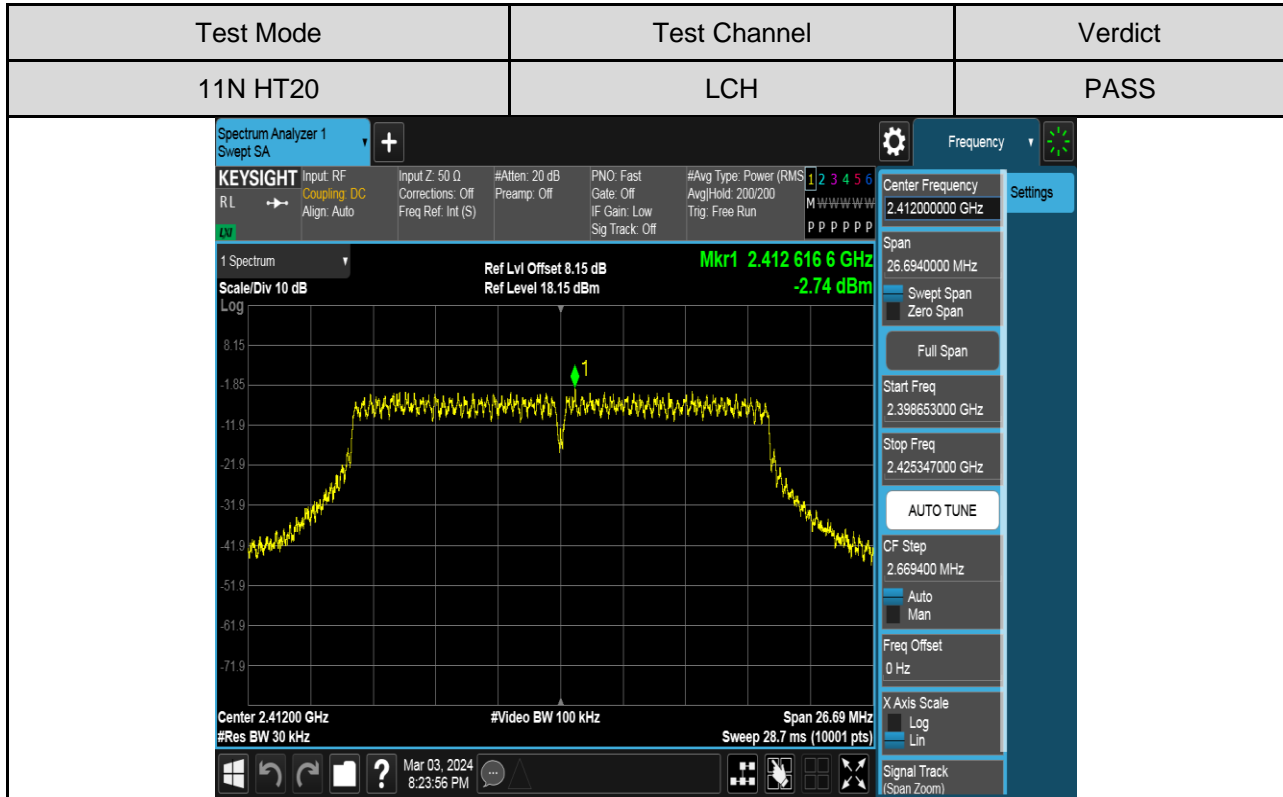 Test Mode Test Channel Verdict
11N HT20 LCH PASS
Spectrum Analyzer 1
Swept SA
+
Frequency
KEYSIGHT Input: RF Input Z: 50 Ω #Atten: 20 dB PNO: Fast #Avg Type: Power (RMS 1 2 3 4 5 6
RL Coupling: DC Corrections: Off Preamp: Off Gate: Off Avg|Hold: 200/200 M W W W W W
Align: Auto Freq Ref: Int (S) IF Gain: Low Trig: Free Run
LXI Sig Track: Off P P P P P P
1 Spectrum
Ref Lvl Offset 8.15 dB Mkr1 2.412 616 6 GHz
Scale/Div 10 dB Ref Level 18.15 dBm -2.74 dBm
Log
8.15
1
-1.85
-11.9
-21.9
-31.9
-41.9
-51.9
-61.9
-71.9
Center 2.41200 GHz #Video BW 100 kHz Span 26.69 MHz
#Res BW 30 kHz Sweep 28.7 ms (10001 pts)
Center Frequency
2.412000000 GHz
Settings
Span
26.6940000 MHz
Swept Span
Zero Span
Full Span
Start Freq
2.398653000 GHz
Stop Freq
2.425347000 GHz
AUTO TUNE
CF Step
2.669400 MHz
Auto
Man
Freq Offset
0 Hz
X Axis Scale
Log
Lin
Signal Track
(Span Zoom)
? Mar 03, 2024
8:23:56 PM